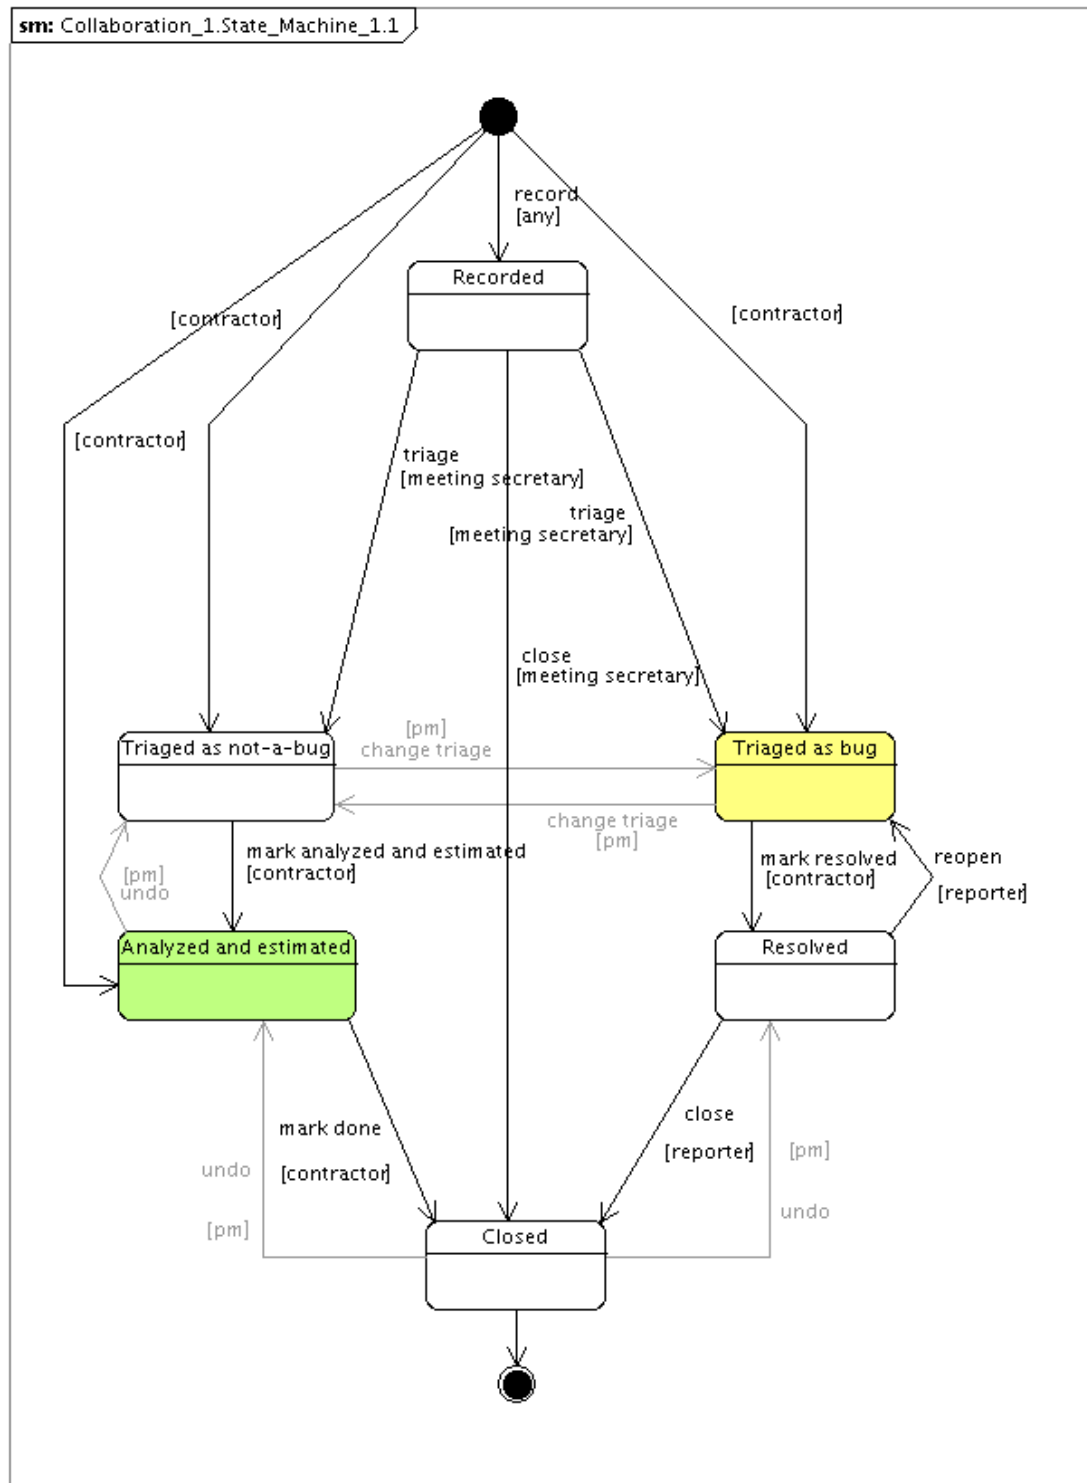 sm: Collaboration_1.State_Machine_1.1
record
[any]
Recorded
[contractor]
[contractor]
[contractor]
triage
[meeting secretary]
triage
[meeting secretary]
close
[meeting secretary]
[pm]
change triage
Triaged as not-a-bug
Triaged as bug
change triage
[pm]
mark analyzed and estimated
[contractor]
mark resolved
[contractor]
reopen
[reporter]
[pm]
undo
Analyzed and estimated
Resolved
mark done
[contractor]
close
[reporter]
undo
[pm]
[pm]
undo
Closed